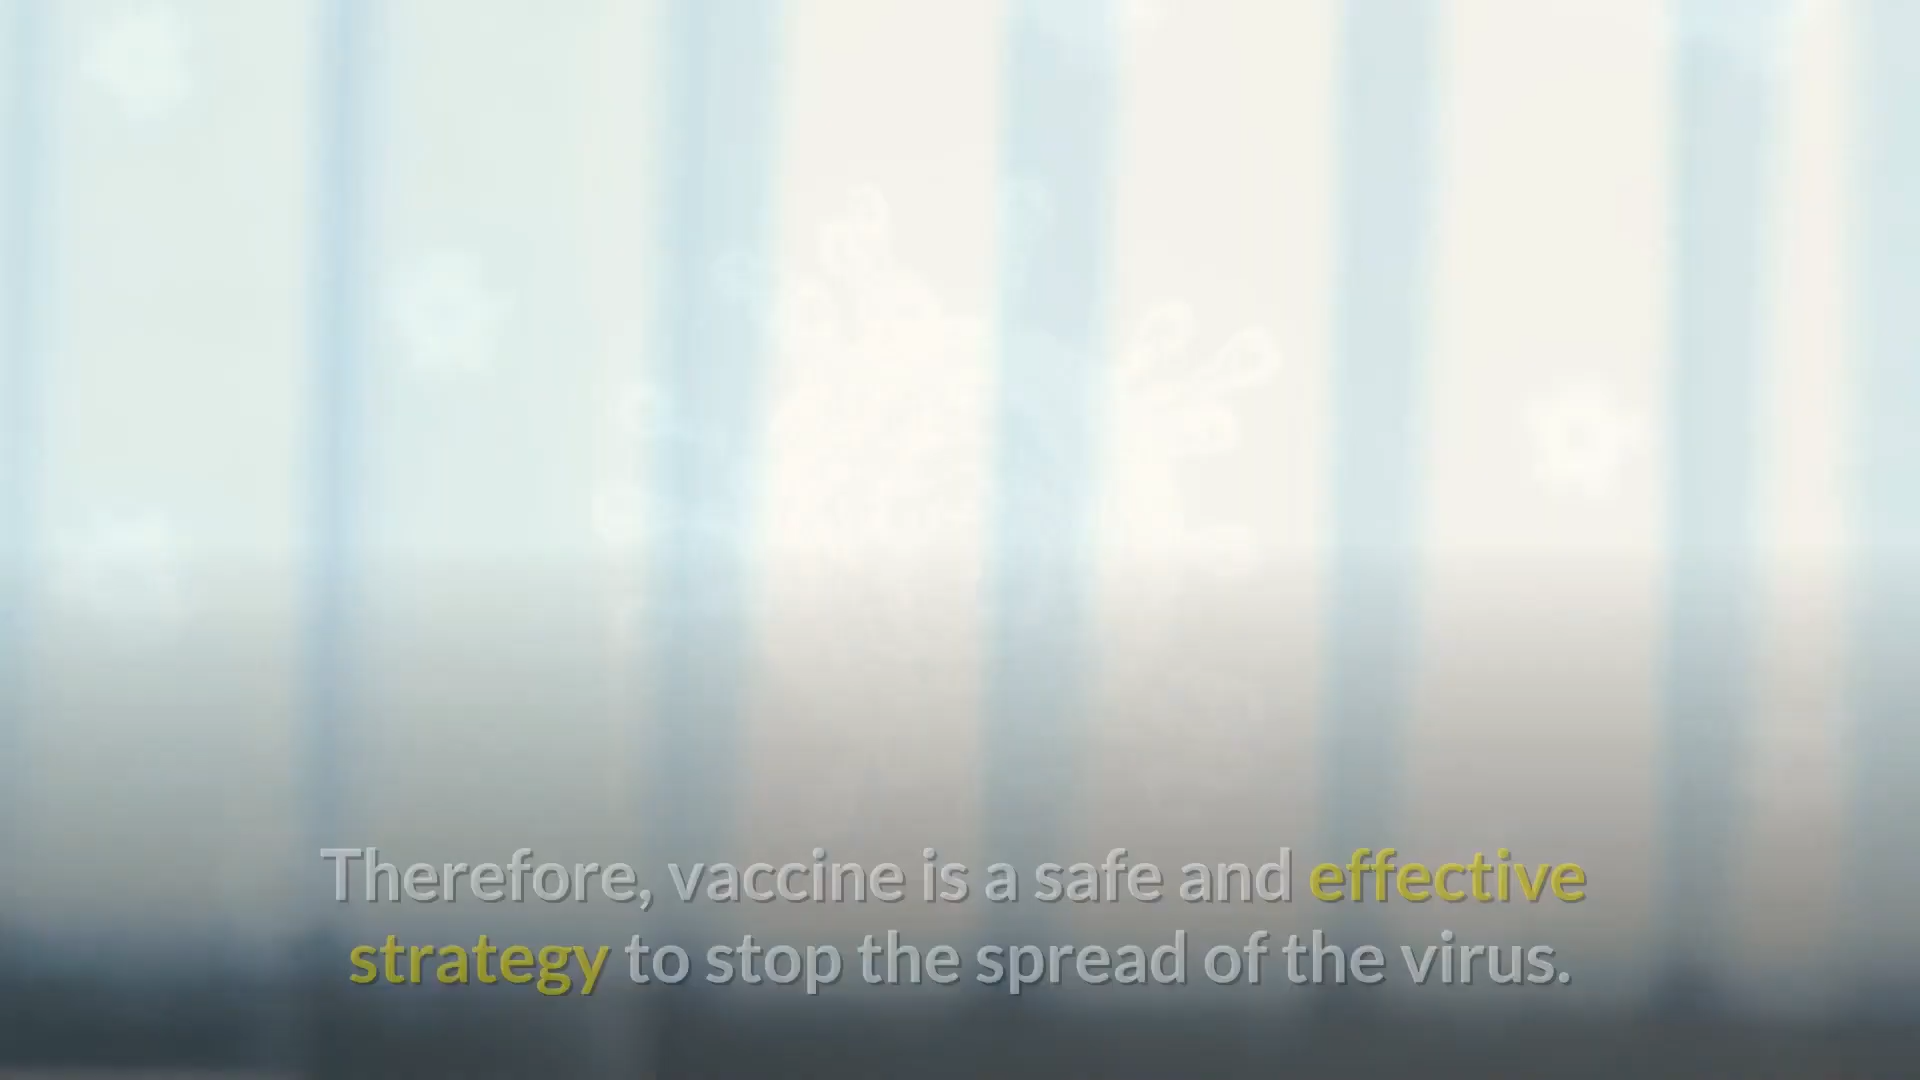 Therefore, vaccine is a safe and effective
strategy to stop the spread of the virus.